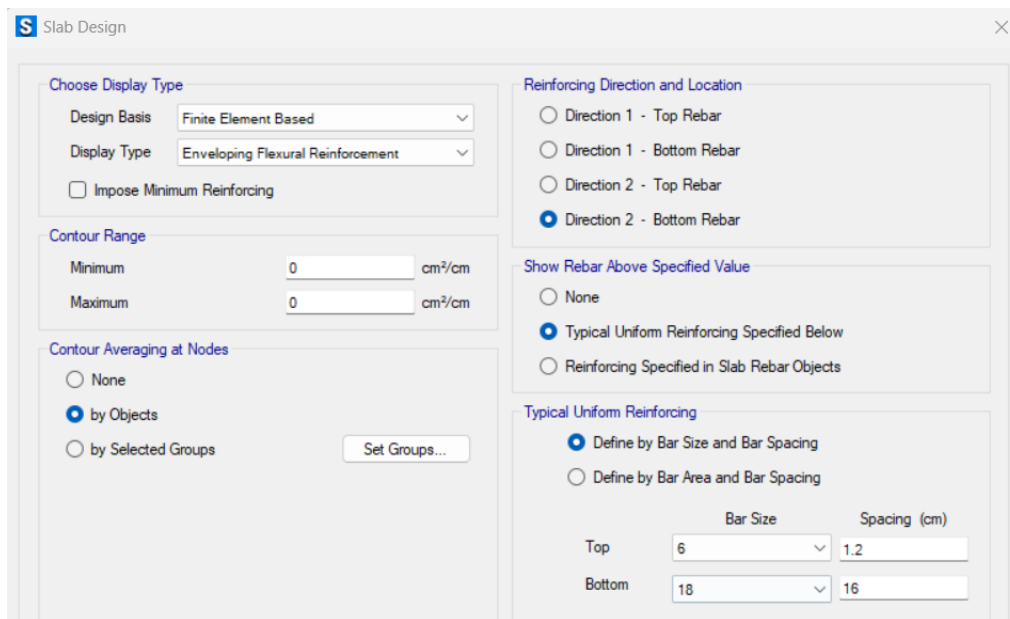 S Slab Design
Choose Display Type
Design Basis Finite Element Based
Display Type Enveloping Flexural Reinforcement
Impose Minimum Reinforcing
Contour Range
Minimum 0 cm²/cm
Maximum 0 cm²/cm
Contour Averaging at Nodes
None
by Objects
by Selected Groups Set Groups...
Reinforcing Direction and Location
Direction 1 - Top Rebar
Direction 1 - Bottom Rebar
Direction 2 - Top Rebar
Direction 2 - Bottom Rebar
Show Rebar Above Specified Value
None
Typical Uniform Reinforcing Specified Below
Reinforcing Specified in Slab Rebar Objects
Typical Uniform Reinforcing
Define by Bar Size and Bar Spacing
Define by Bar Area and Bar Spacing
Bar Size Spacing (cm)
Top 6 1.2
Bottom 18 16